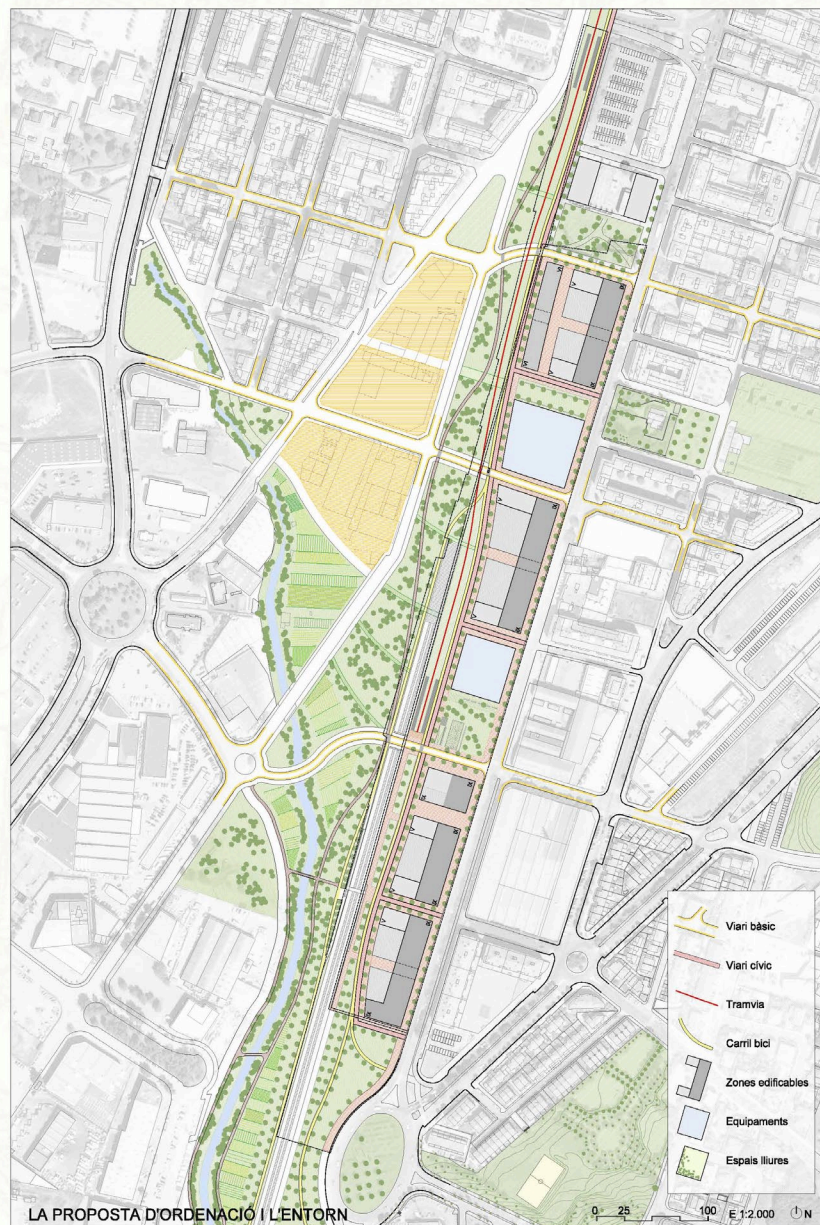 Viari bàsic
Viari cívic
Tramvia
Carril bici
Zones edificables
Equipaments
Espais lliures
LA PROPOSTA D'ORDENACIÓ I L'ENTORN
0 25 100 E 1:2.000 N